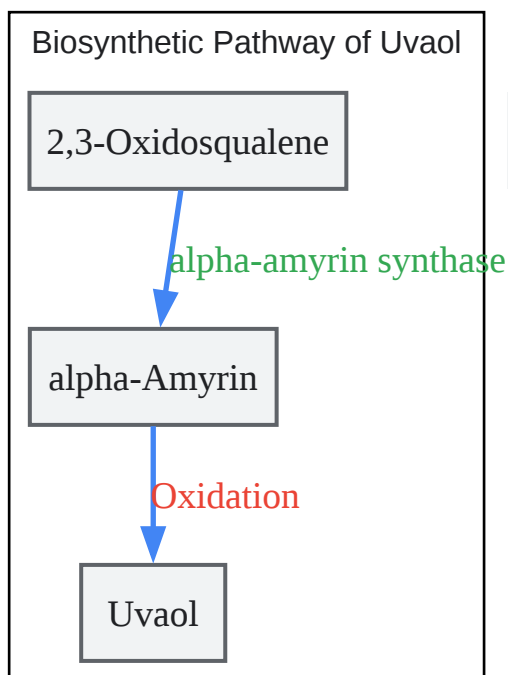 Biosynthetic Pathway of Uvaol
2,3-Oxidosqualene
alpha-amyrin synthase
alpha-Amyrin
Oxidation
Uvaol